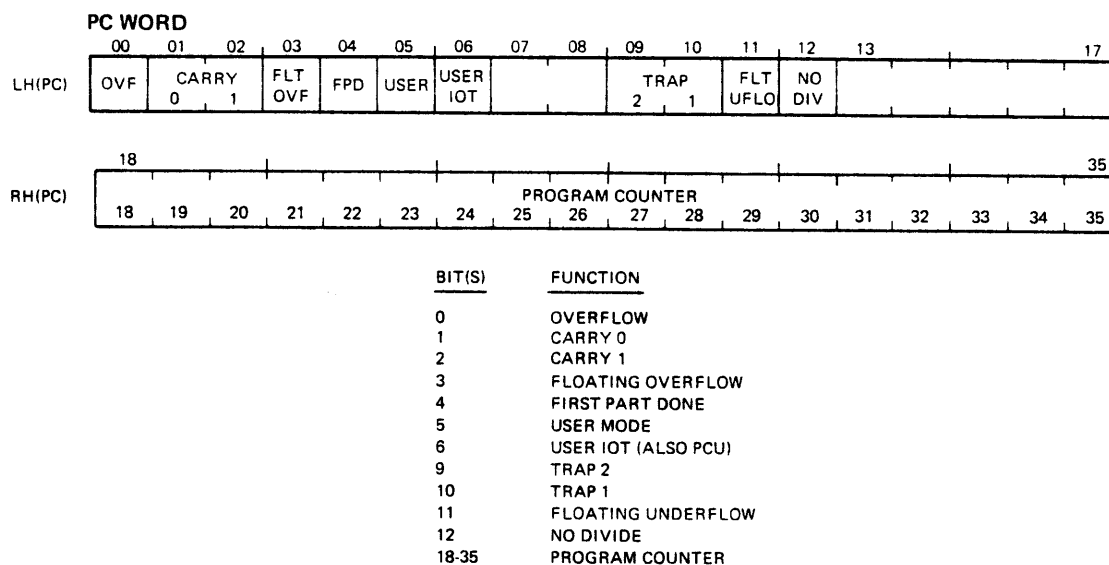 PC WORD
00 01 02 03 04 05 06 07 08 09 10 11 12 13 17
LH(PC) OVF CARRY 0 1 FLT OVF FPD USER USER IOT TRAP 2 1 FLT UFLO NO DIV
18 35
RH(PC) PROGRAM COUNTER
18 19 20 21 22 23 24 25 26 27 28 29 30 31 32 33 34 35
BIT(S) FUNCTION
0 OVERFLOW
1 CARRY 0
2 CARRY 1
3 FLOATING OVERFLOW
4 FIRST PART DONE
5 USER MODE
6 USER IOT (ALSO PCU)
9 TRAP 2
10 TRAP 1
11 FLOATING UNDERFLOW
12 NO DIVIDE
18-35 PROGRAM COUNTER